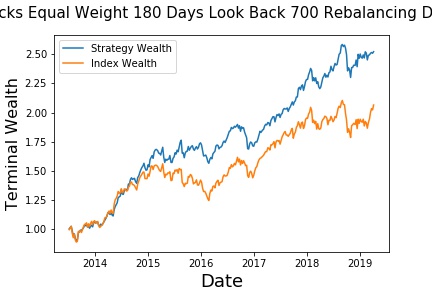 cks Equal Weight 180 Days Look Back 700 Rebalancing D
Strategy Wealth
Index Wealth
Terminal Wealth
2.50
2.25
2.00
1.75
1.50
1.25
1.00
2014 2015 2016 2017 2018 2019
Date